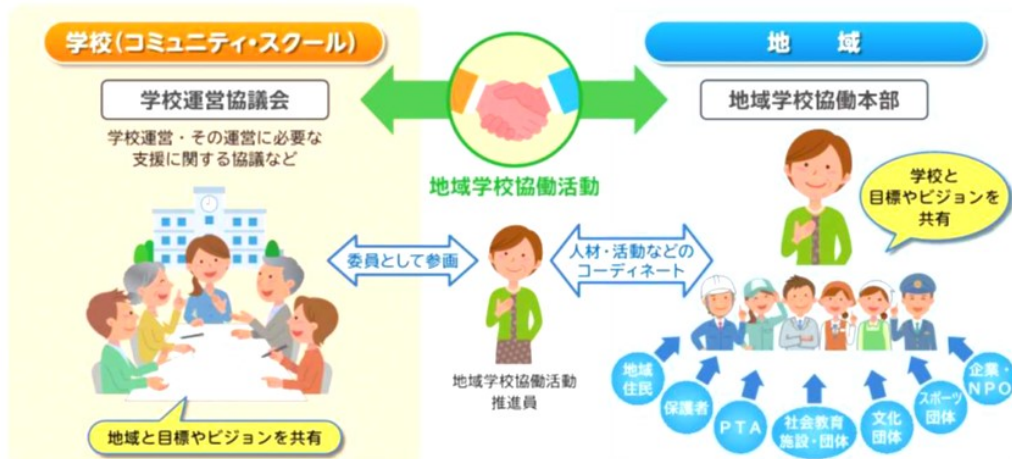 学校(コミュニティ・スクール)
学校運営協議会
学校運営・その運営に必要な
支援に関する協議など
地域学校協働活動
地　域
地域学校協働本部
学校と
目標やビジョンを
共有
委員として参画
人材・活動などの
コーディネート
地域学校協働活動
推進員
地域と目標やビジョンを共有
地域
住民
保護者
PTA
社会教育
施設・団体
文化
団体
スポーツ
団体
企業・
NPO